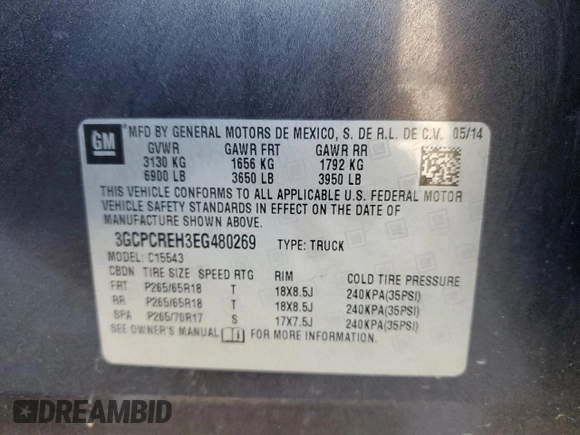 GM
MFD BY GENERAL MOTORS DE MEXICO, S. DE R.L. DE C.V. 05/14
GVWR GAWR FRT GAWR RR
3130 KG 1656 KG 1792 KG
6900 LB 3650 LB 3950 LB
THIS VEHICLE CONFORMS TO ALL APPLICABLE U.S. FEDERAL MOTOR
VEHICLE SAFETY STANDARDS IN EFFECT ON THE DATE OF
MANUFACTURE SHOWN ABOVE.
3GCPCREH3EG480269 TYPE: TRUCK
MODEL: C15543
CBDN TIRE SIZE SPEED RTG RIM COLD TIRE PRESSURE
FRT P265/65R18 T 18X8.5J 240KPA(35PSI)
RR P265/65R18 T 18X8.5J 240KPA(35PSI)
SPA P265/70R17 S 17X7.5J 240KPA(35PSI)
SEE OWNER'S MANUAL FOR MORE INFORMATION.
DREAMBID